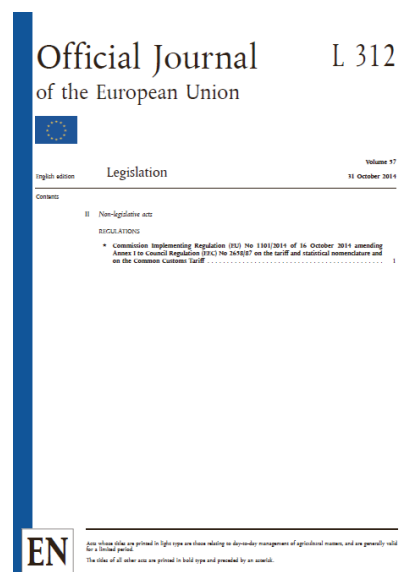 Official Journal
L 312
of the European Union
Volume 57
English edition
Legislation
31 October 2014
Contents
II Non-legislative acts
REGULATIONS
* Commission Implementing Regulation (EU) No 1101/2014 of 16 October 2014 amending
Annex I to Council Regulation (EEC) No 2658/87 on the tariff and statistical nomenclature and
on the Common Customs Tariff ........................................................ 1
EN
Acts whose titles are printed in light type are those relating to day-to-day management of agricultural matters, and are generally valid
for a limited period.
The titles of all other acts are printed in bold type and preceded by an asterisk.